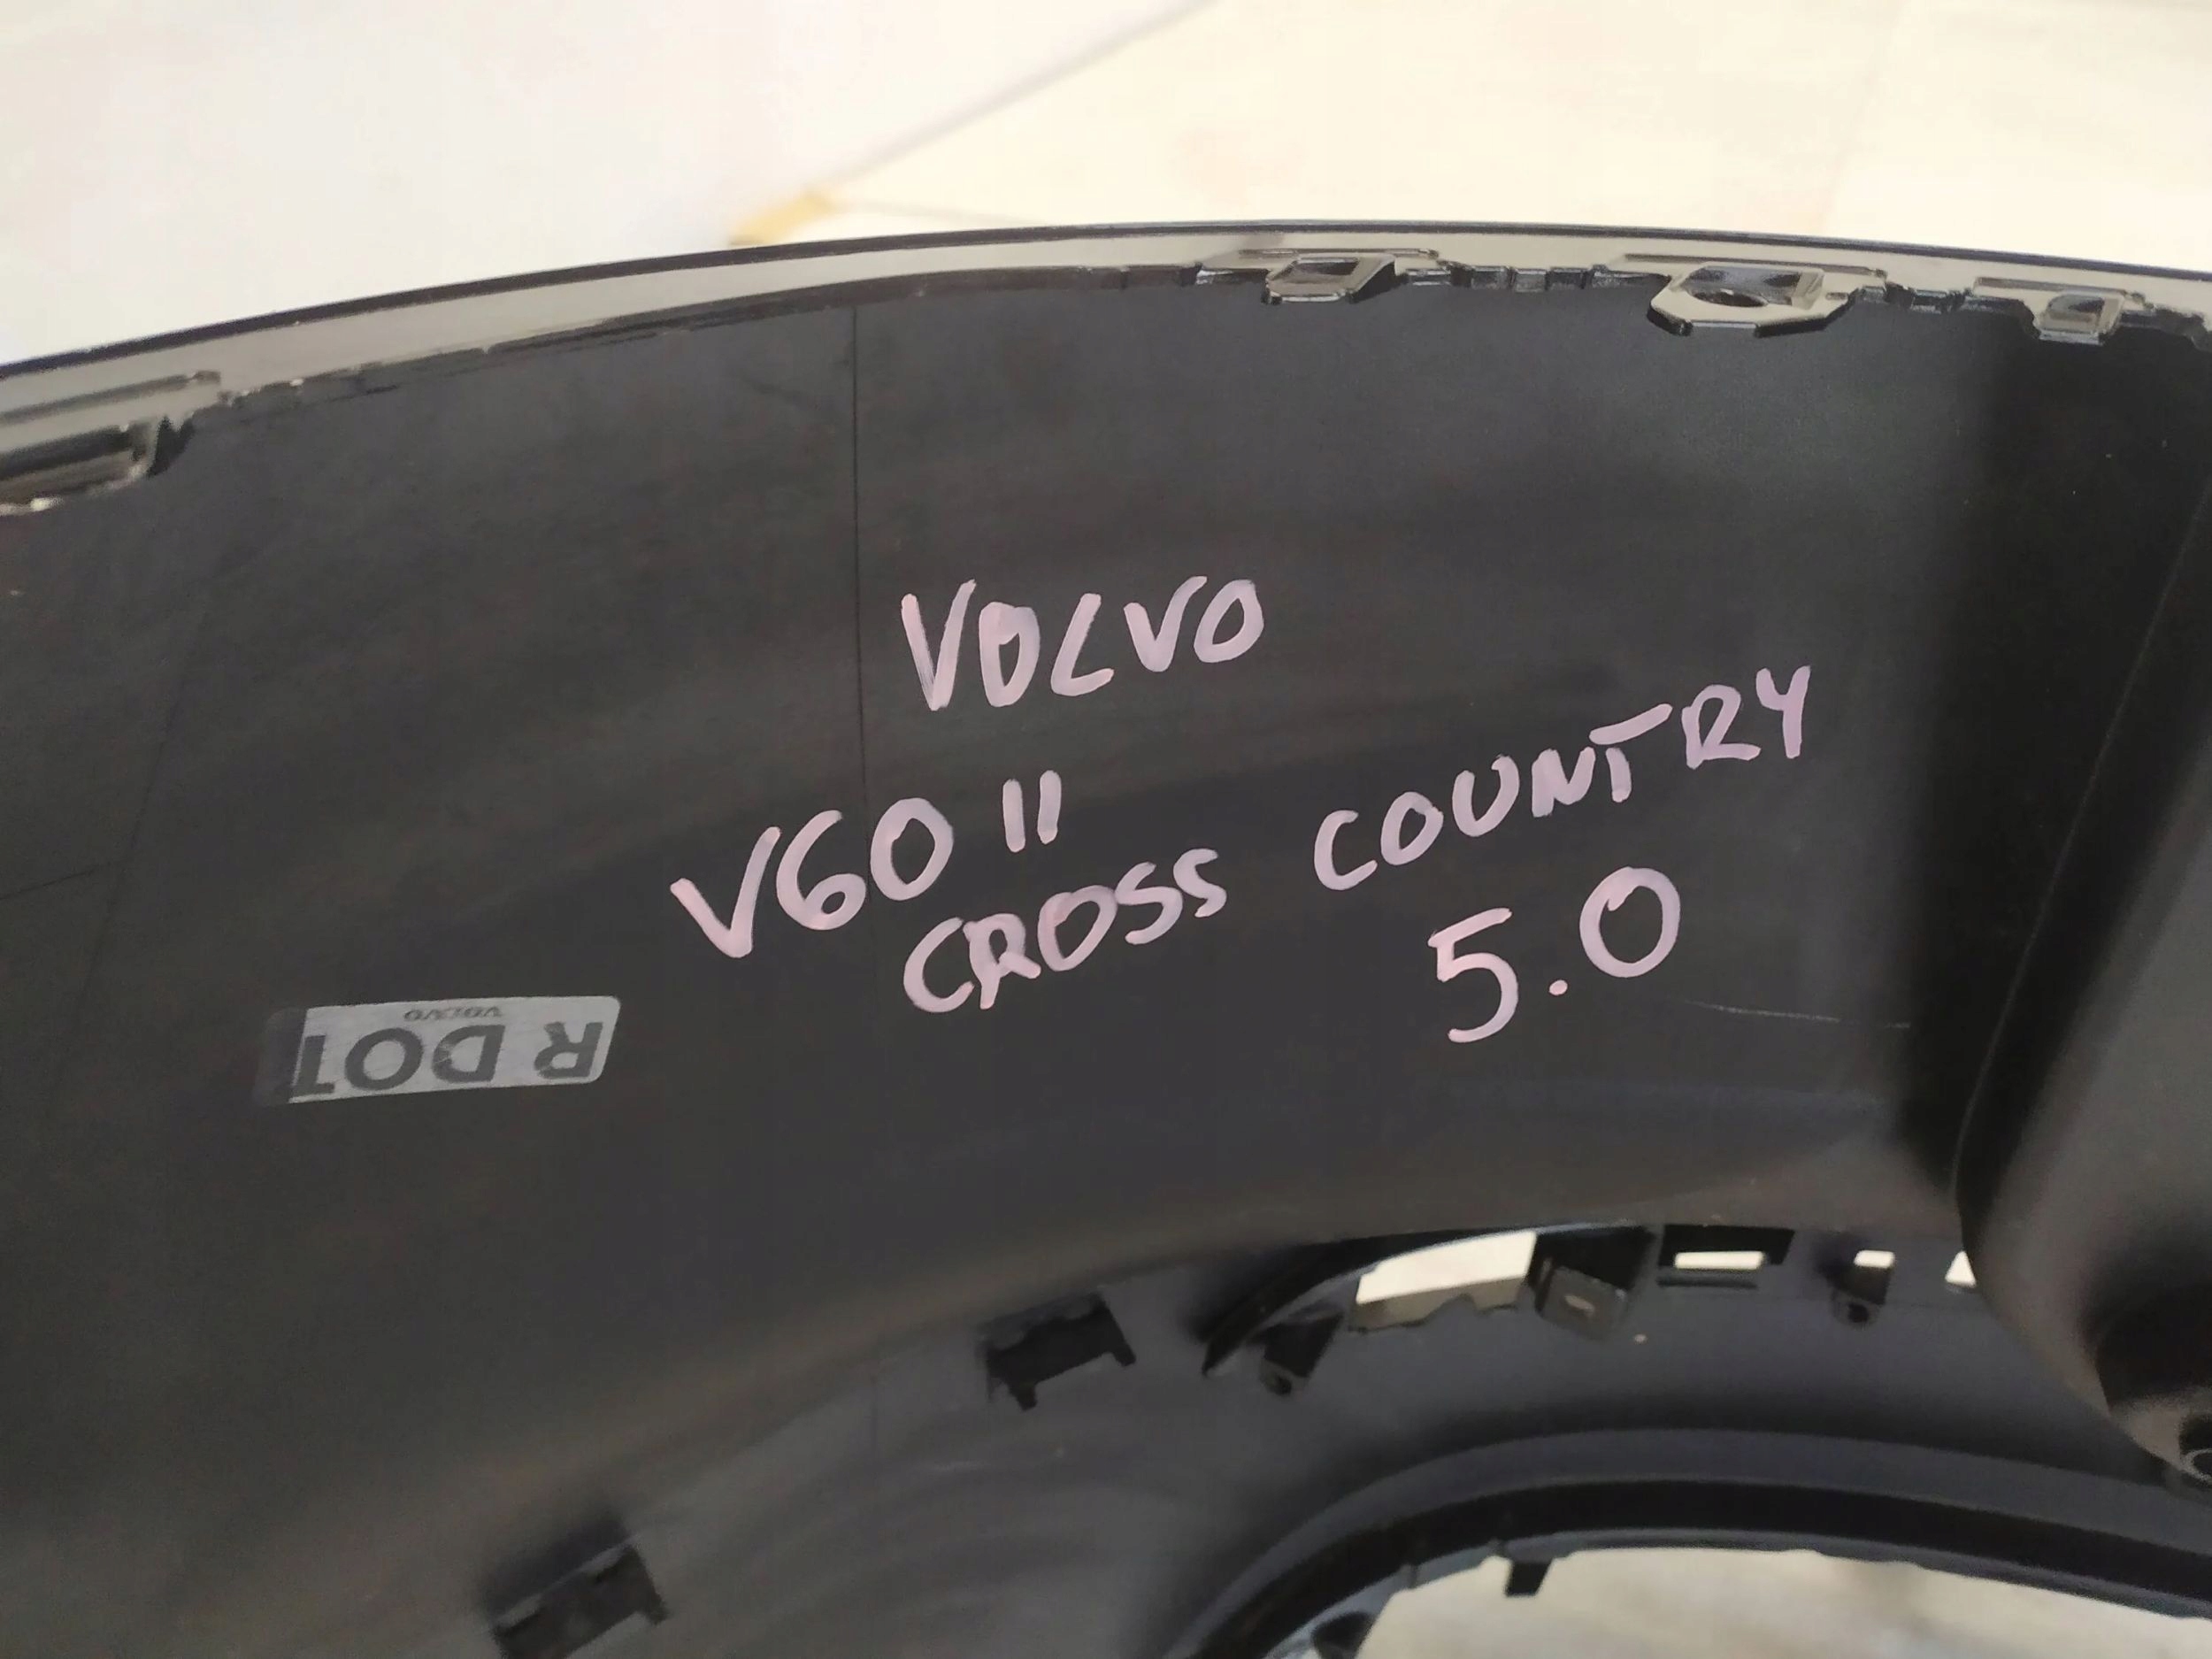 VOLVO
V60 II
CROSS COUNTRY
5.0
R DOT
VOLVO